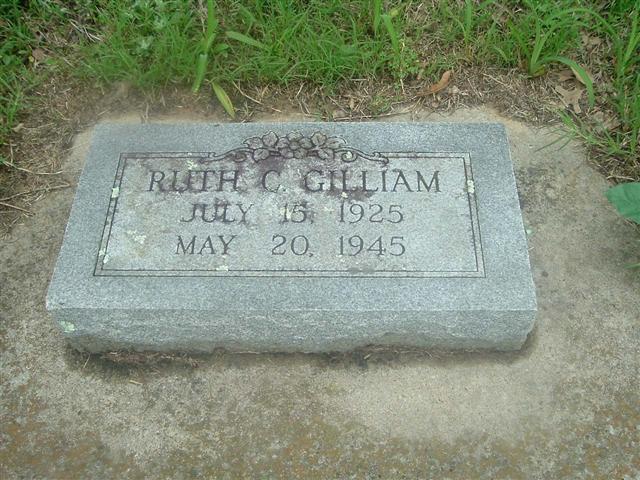 RUTH C. GILLIAM
JULY 15, 1925
MAY 20, 1945